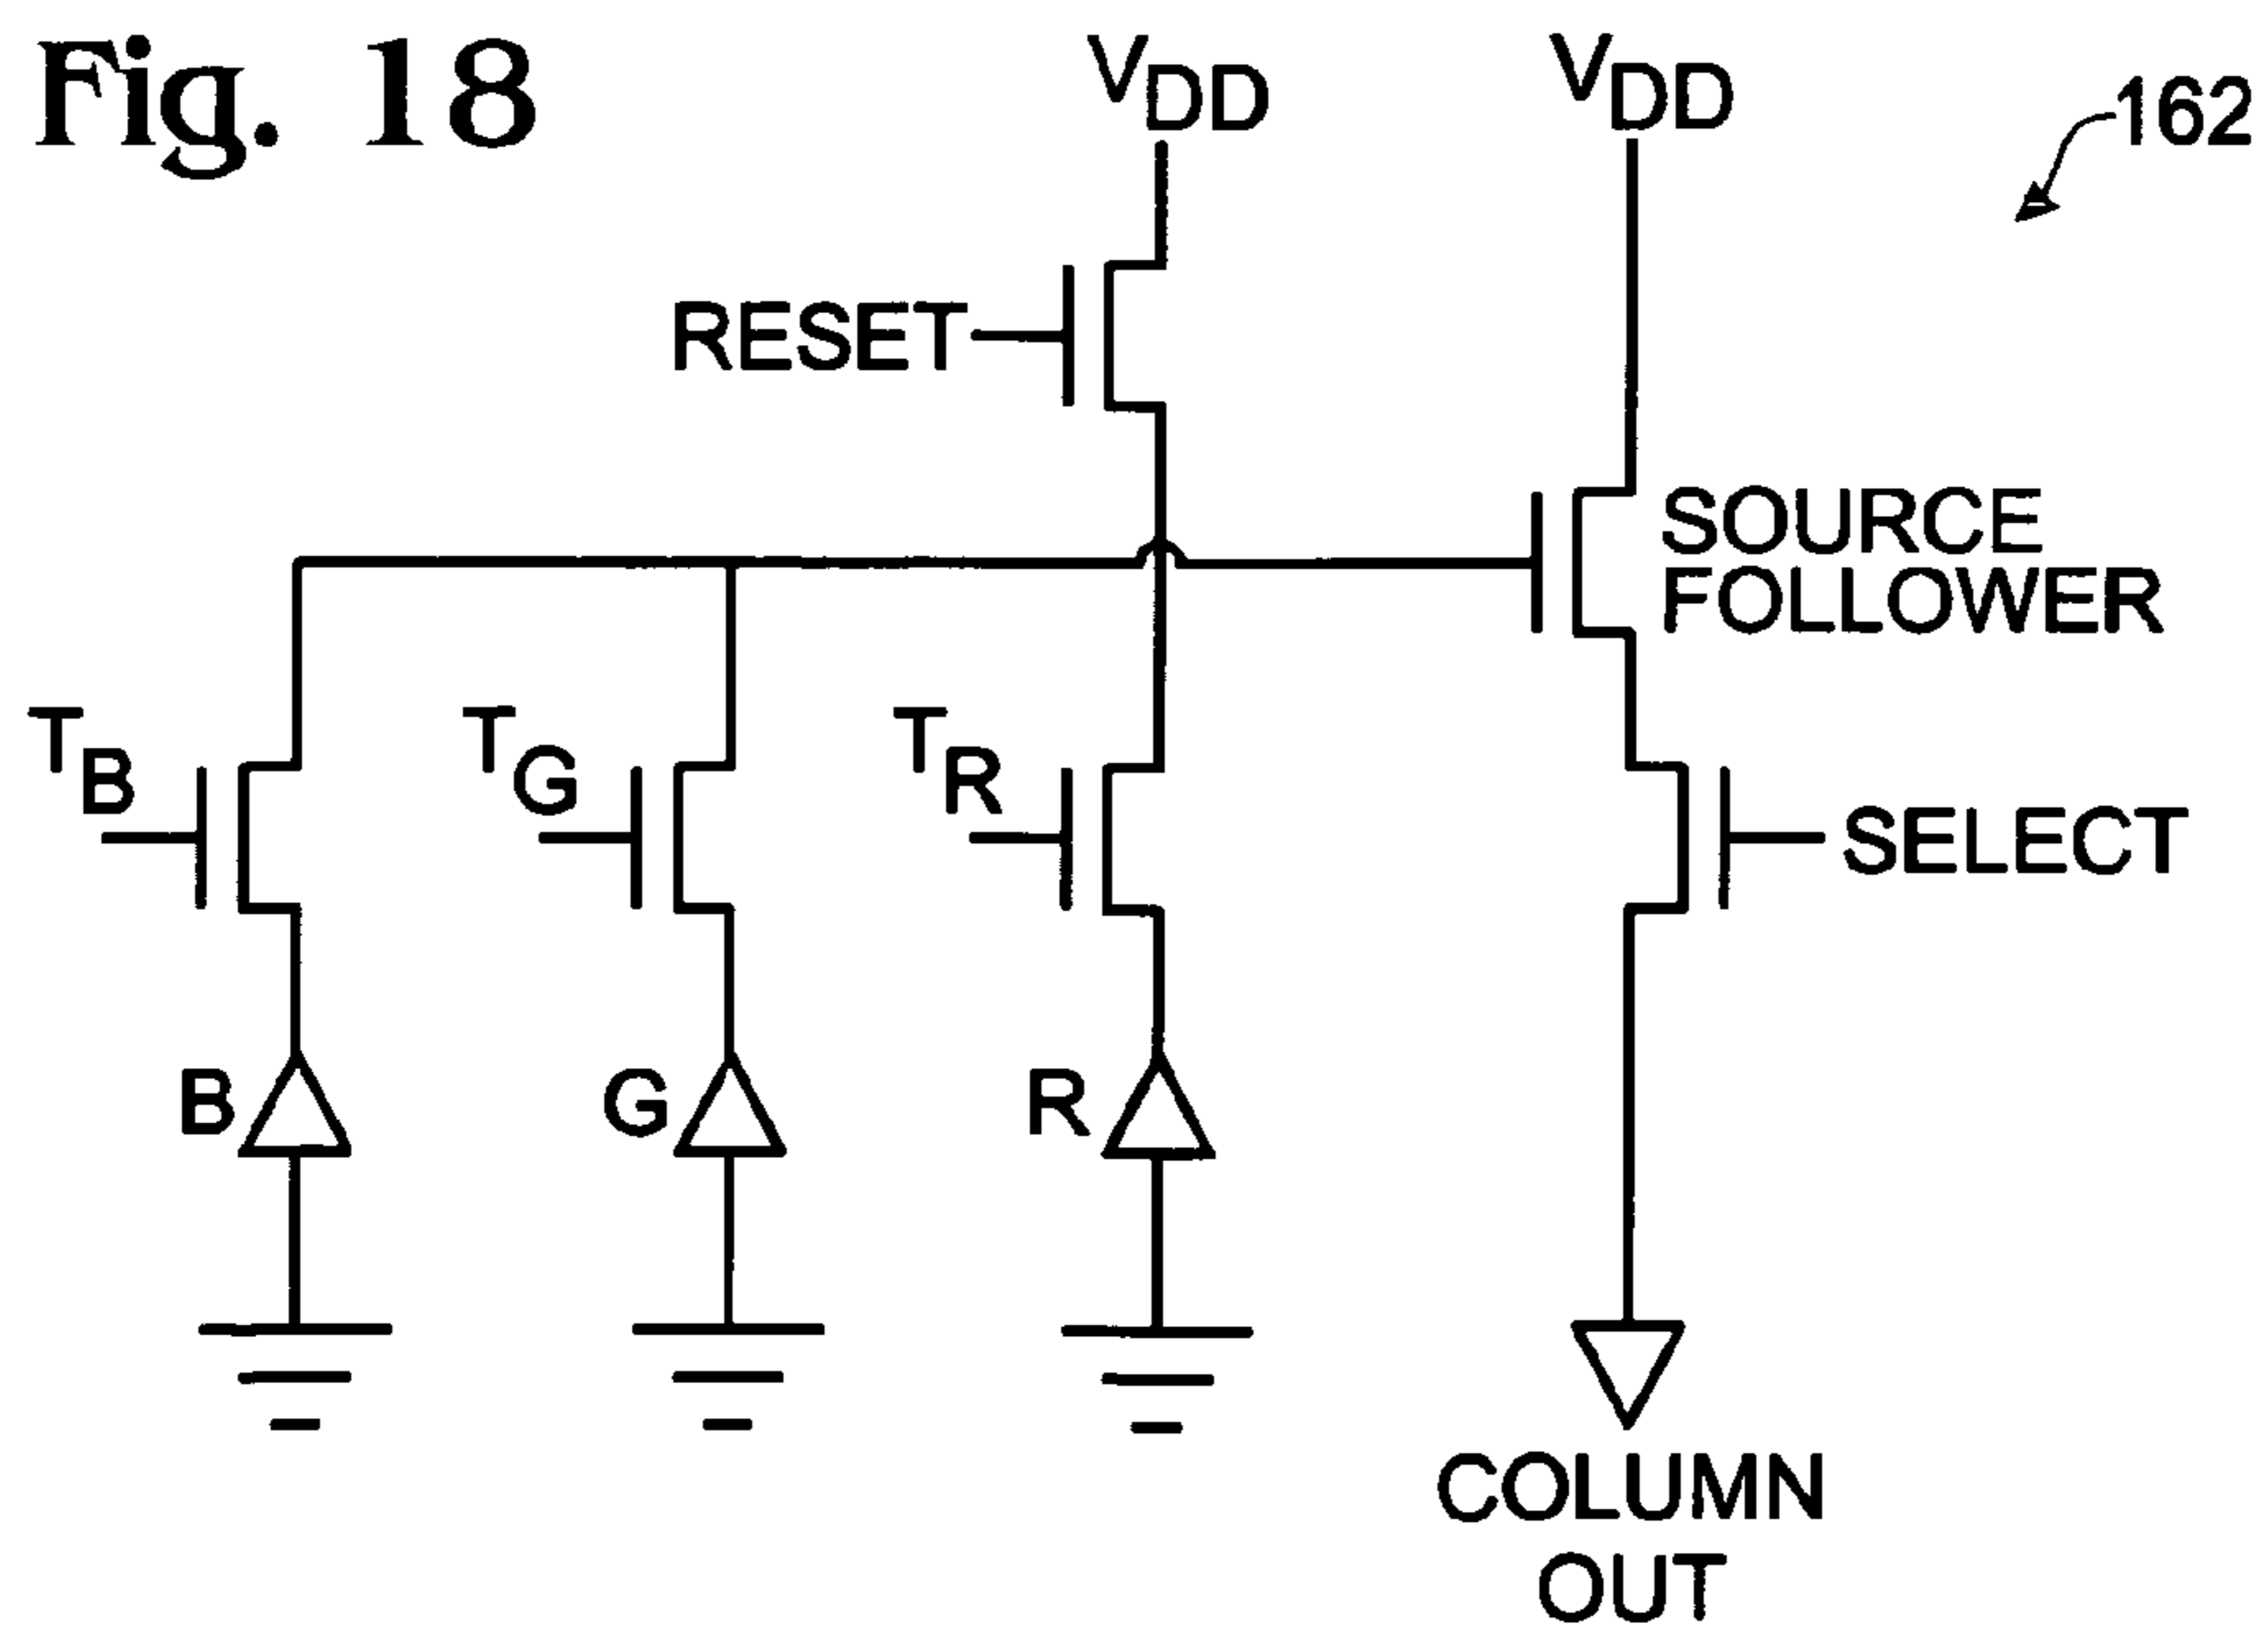 Fig. 18
VDD
VDD
162
RESET
SOURCE
FOLLOWER
TB
TG
TR
SELECT
B
G
R
COLUMN
OUT